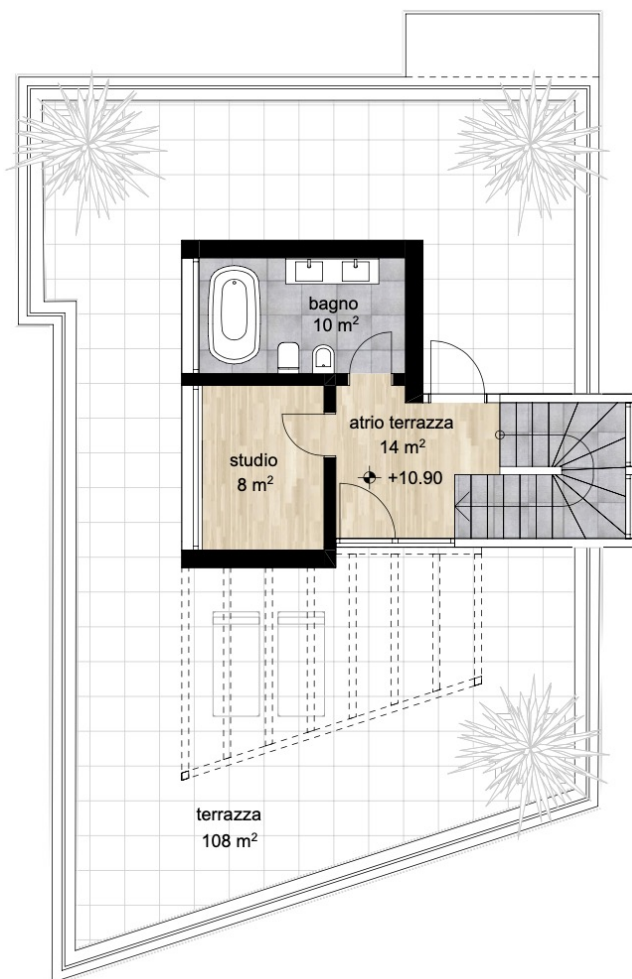 bagno
10 m²
atrio terrazza
14 m²
+10.90
studio
8 m²
terrazza
108 m²